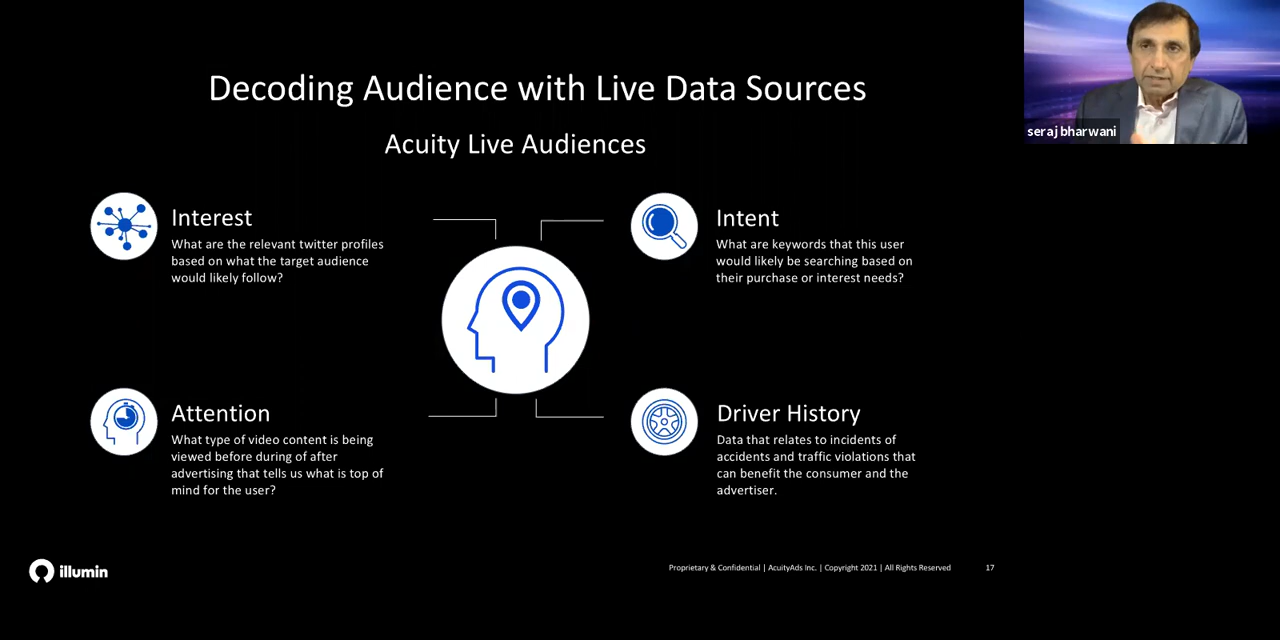 Decoding Audience with Live Data Sources
Acuity Live Audiences
seraj bharwani
Interest
What are the relevant twitter profiles
based on what the target audience
would likely follow?
Intent
What are keywords that this user
would likely be searching based on
their purchase or interest needs?
Attention
What type of video content is being
viewed before during of after
advertising that tells us what is top of
mind for the user?
Driver History
Data that relates to incidents of
accidents and traffic violations that
can benefit the consumer and the
advertiser.
illumin
Proprietary & Confidential | AcuityAds Inc. | Copyright 2021 | All Rights Reserved
17